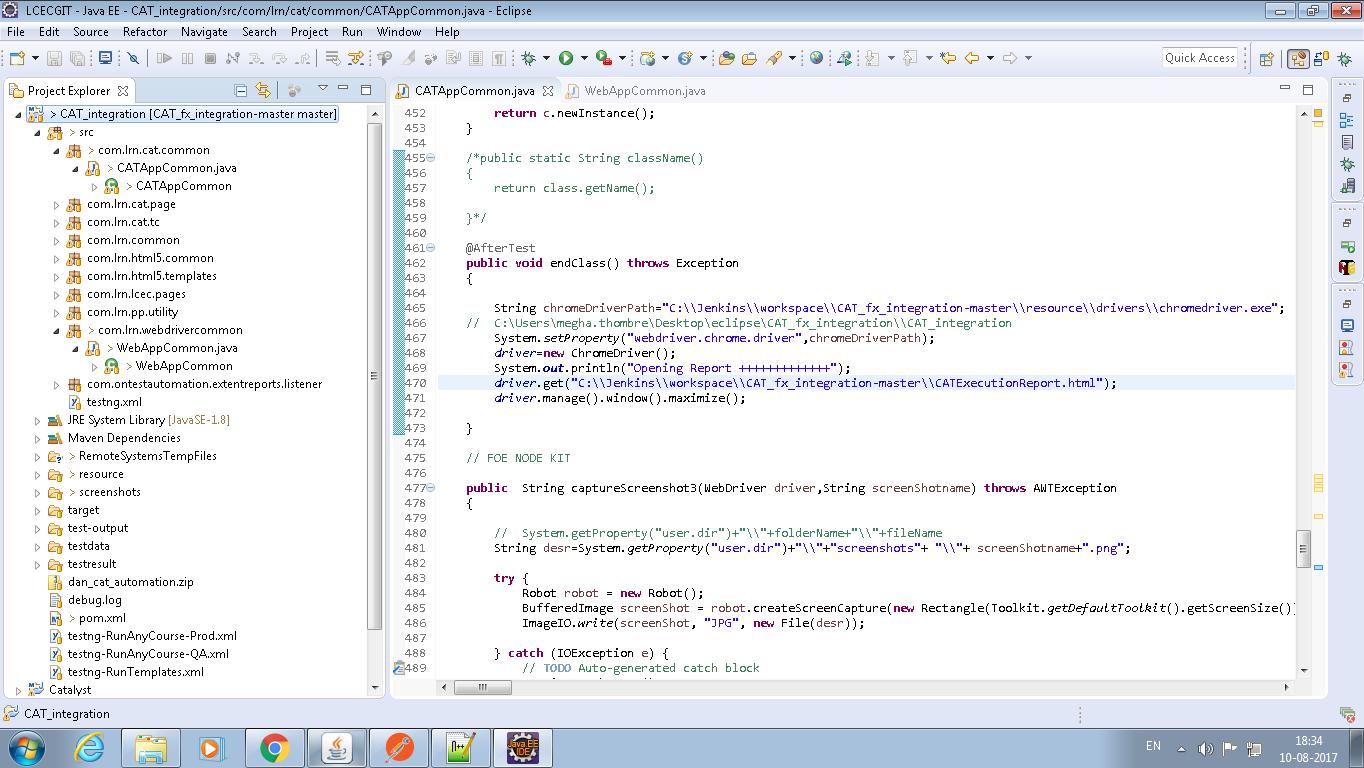 LCECGIT - Java EE - CAT_integration/src/com/lrn/cat/common/CATAppCommon.java - Eclipse
File Edit Source Refactor Navigate Search Project Run Window Help
Quick Access
Project Explorer
CATAppCommon.java
WebAppCommon.java
> CAT_integration [CAT_fx_integration-master master]
> src
> com.lrn.cat.common
> CATAppCommon.java
> CATAppCommon
com.lrn.cat.page
com.lrn.cat.tc
com.lrn.common
com.lrn.html5.common
com.lrn.html5.templates
com.lrn.lcec.pages
com.lrn.pp.utility
> com.lrn.webdrivercommon
> WebAppCommon.java
> WebAppCommon
com.ontestautomation.extentreports.listener
testng.xml
JRE System Library [JavaSE-1.8]
Maven Dependencies
> RemoteSystemsTempFiles
> resource
> screenshots
target
test-output
testdata
testresult
dan_cat_automation.zip
debug.log
> pom.xml
testng-RunAnyCourse-Prod.xml
testng-RunAnyCourse-QA.xml
testng-RunTemplates.xml
Catalyst
452 return c.newInstance();
453 }
454
455 /*public static String className()
456 {
457 return class.getName();
458
459 }*/
460
461 @AfterTest
462 public void endClass() throws Exception
463 {
464
465 String chromeDriverPath="C:\\Jenkins\\workspace\\CAT_fx_integration-master\\resource\\drivers\\chromedriver.exe";
466 // C:\Users\megha.thombre\Desktop\eclipse\CAT_fx_integration\\CAT_integration
467 System.setProperty("webdriver.chrome.driver",chromeDriverPath);
468 driver=new ChromeDriver();
469 System.out.println("Opening Report +++++++++++++");
470 driver.get("C:\\Jenkins\\workspace\\CAT_fx_integration-master\\CATExecutionReport.html");
471 driver.manage().window().maximize();
472
473 }
474
475 // FOE NODE KIT
476
477 public String captureScreenshot3(WebDriver driver,String screenShotname) throws AWTException
478 {
479
480 // System.getProperty("user.dir")+"\\"+folderName+"\\"+fileName
481 String desr=System.getProperty("user.dir")+"\\"+"screenshots"+ "\\"+ screenShotname+".png";
482
483 try {
484 Robot robot = new Robot();
485 BufferedImage screenShot = robot.createScreenCapture(new Rectangle(Toolkit.getDefaultToolkit().getScreenSize())
486 ImageIO.write(screenShot, "JPG", new File(desr));
487
488 } catch (IOException e) {
489 // TODO Auto-generated catch block
CAT_integration
EN
18:34
10-08-2017
Java EE
IDE